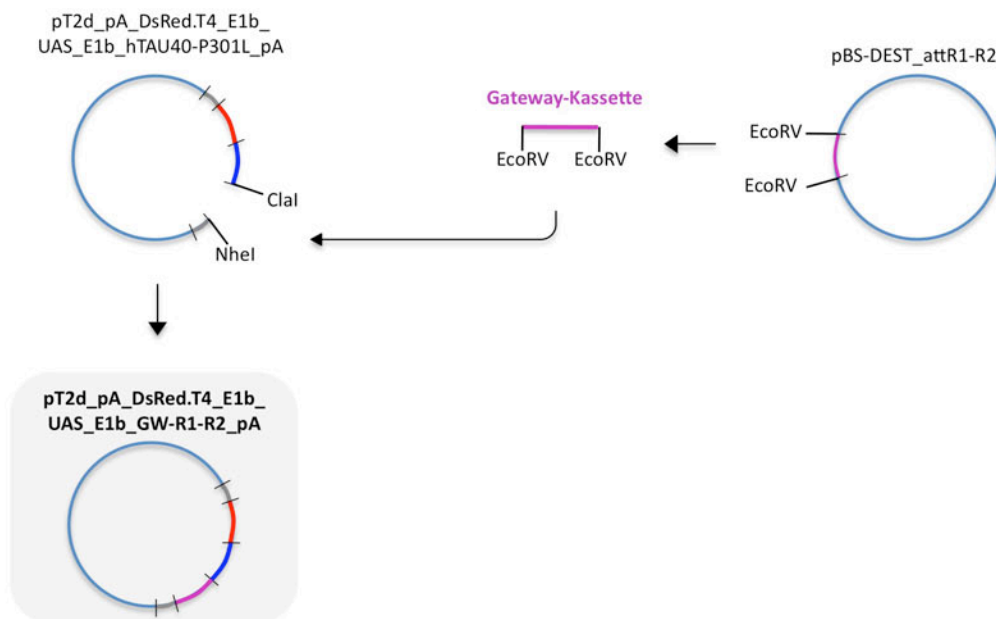 pT2d_pA_DsRed.T4_E1b_
UAS_E1b_hTAU40-P301L_pA
pBS-DEST_attR1-R2
Gateway-Kassette
EcoRV
EcoRV
EcoRV
EcoRV
ClaI
NheI
pT2d_pA_DsRed.T4_E1b_
UAS_E1b_GW-R1-R2_pA